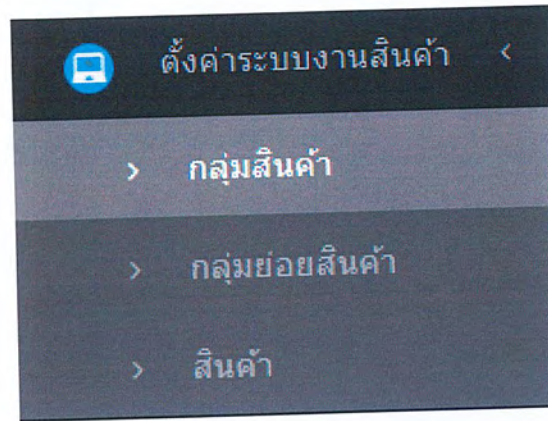 ตั้งค่าระบบงานสินค้า
กลุ่มสินค้า
กลุ่มย่อยสินค้า
สินค้า